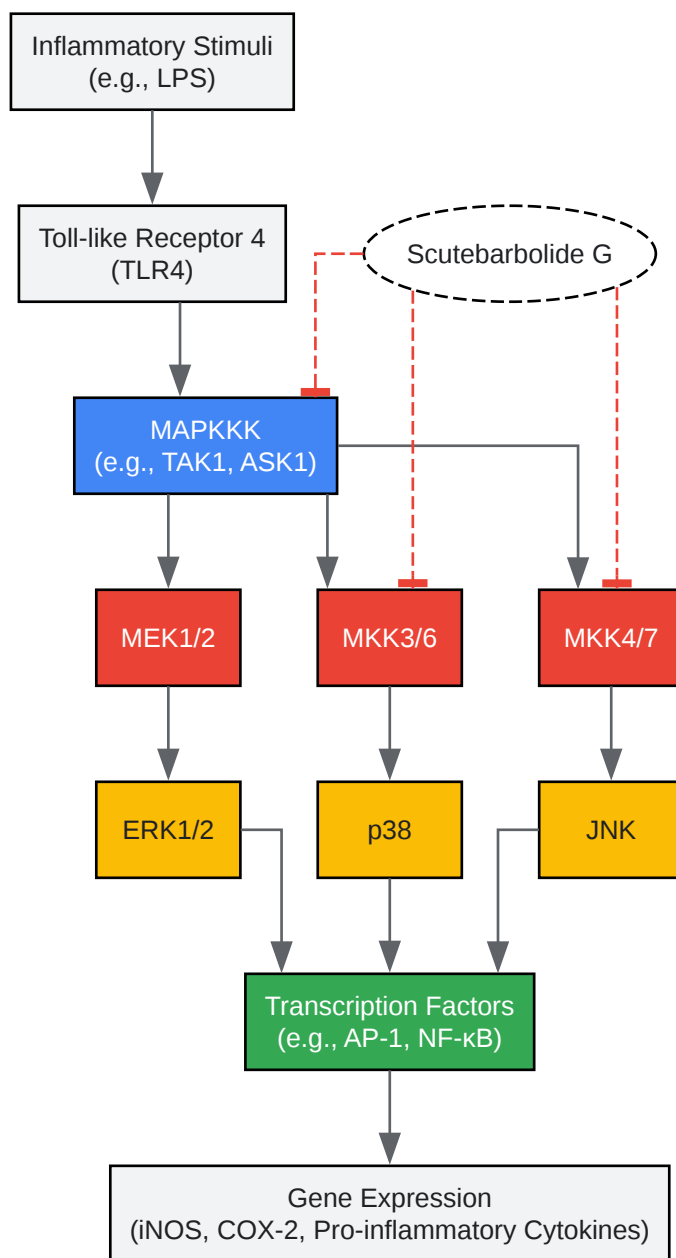 Inflammatory Stimuli
(e.g., LPS)
Toll-like Receptor 4
(TLR4)
Scutebarbolide G
MAPKKK
(e.g., TAK1, ASK1)
MEK1/2
MKK3/6
MKK4/7
ERK1/2
p38
JNK
Transcription Factors
(e.g., AP-1, NF-κB)
Gene Expression
(iNOS, COX-2, Pro-inflammatory Cytokines)